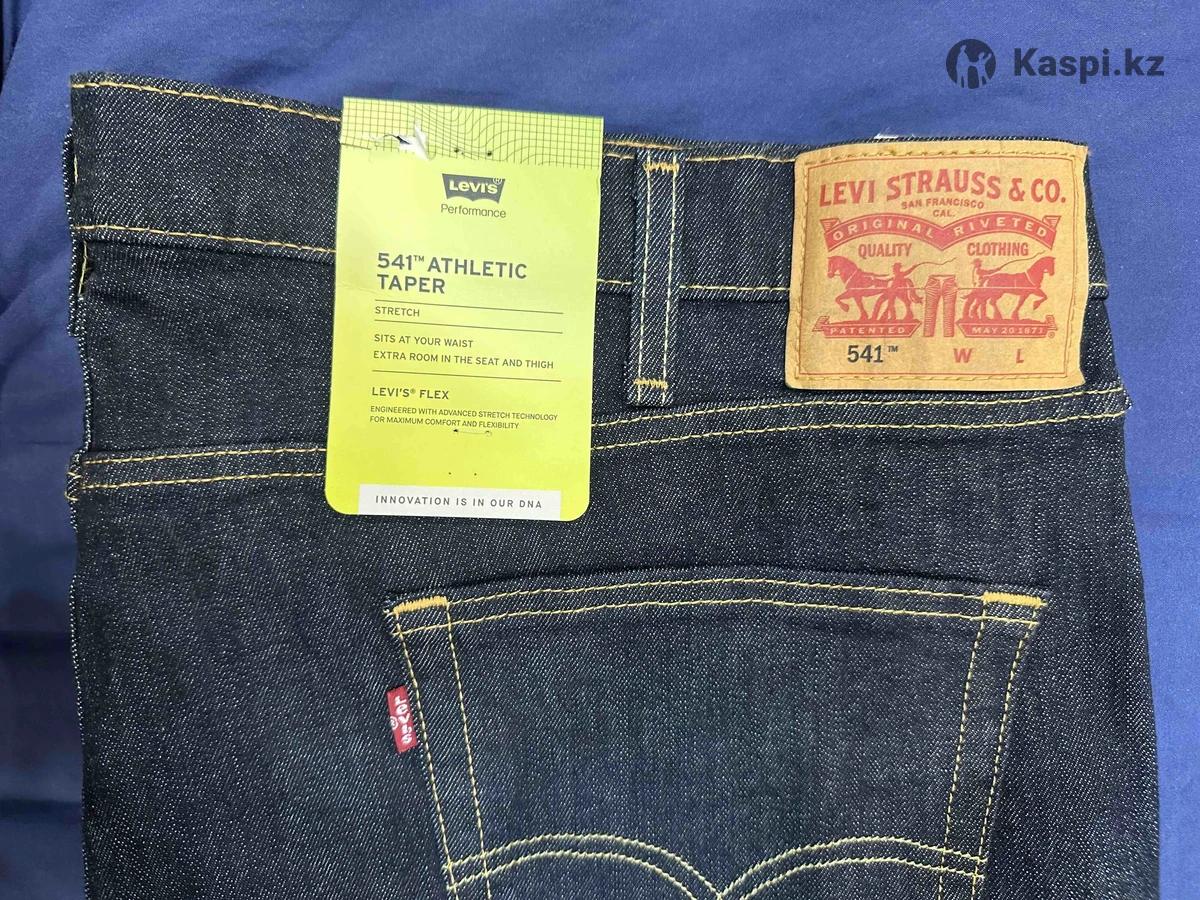 Kaspi.kz
LEVI'S®
Performance
541™ ATHLETIC
TAPER
STRETCH
SITS AT YOUR WAIST
EXTRA ROOM IN THE SEAT AND THIGH
LEVI'S® FLEX
ENGINEERED WITH ADVANCED STRETCH TECHNOLOGY
FOR MAXIMUM COMFORT AND FLEXIBILITY
INNOVATION IS IN OUR DNA
LEVI STRAUSS & CO.
SAN FRANCISCO
CAL.
ORIGINAL RIVETED
QUALITY CLOTHING
PATENTED MAY 20 1873
541™ W L
LEVI'S®